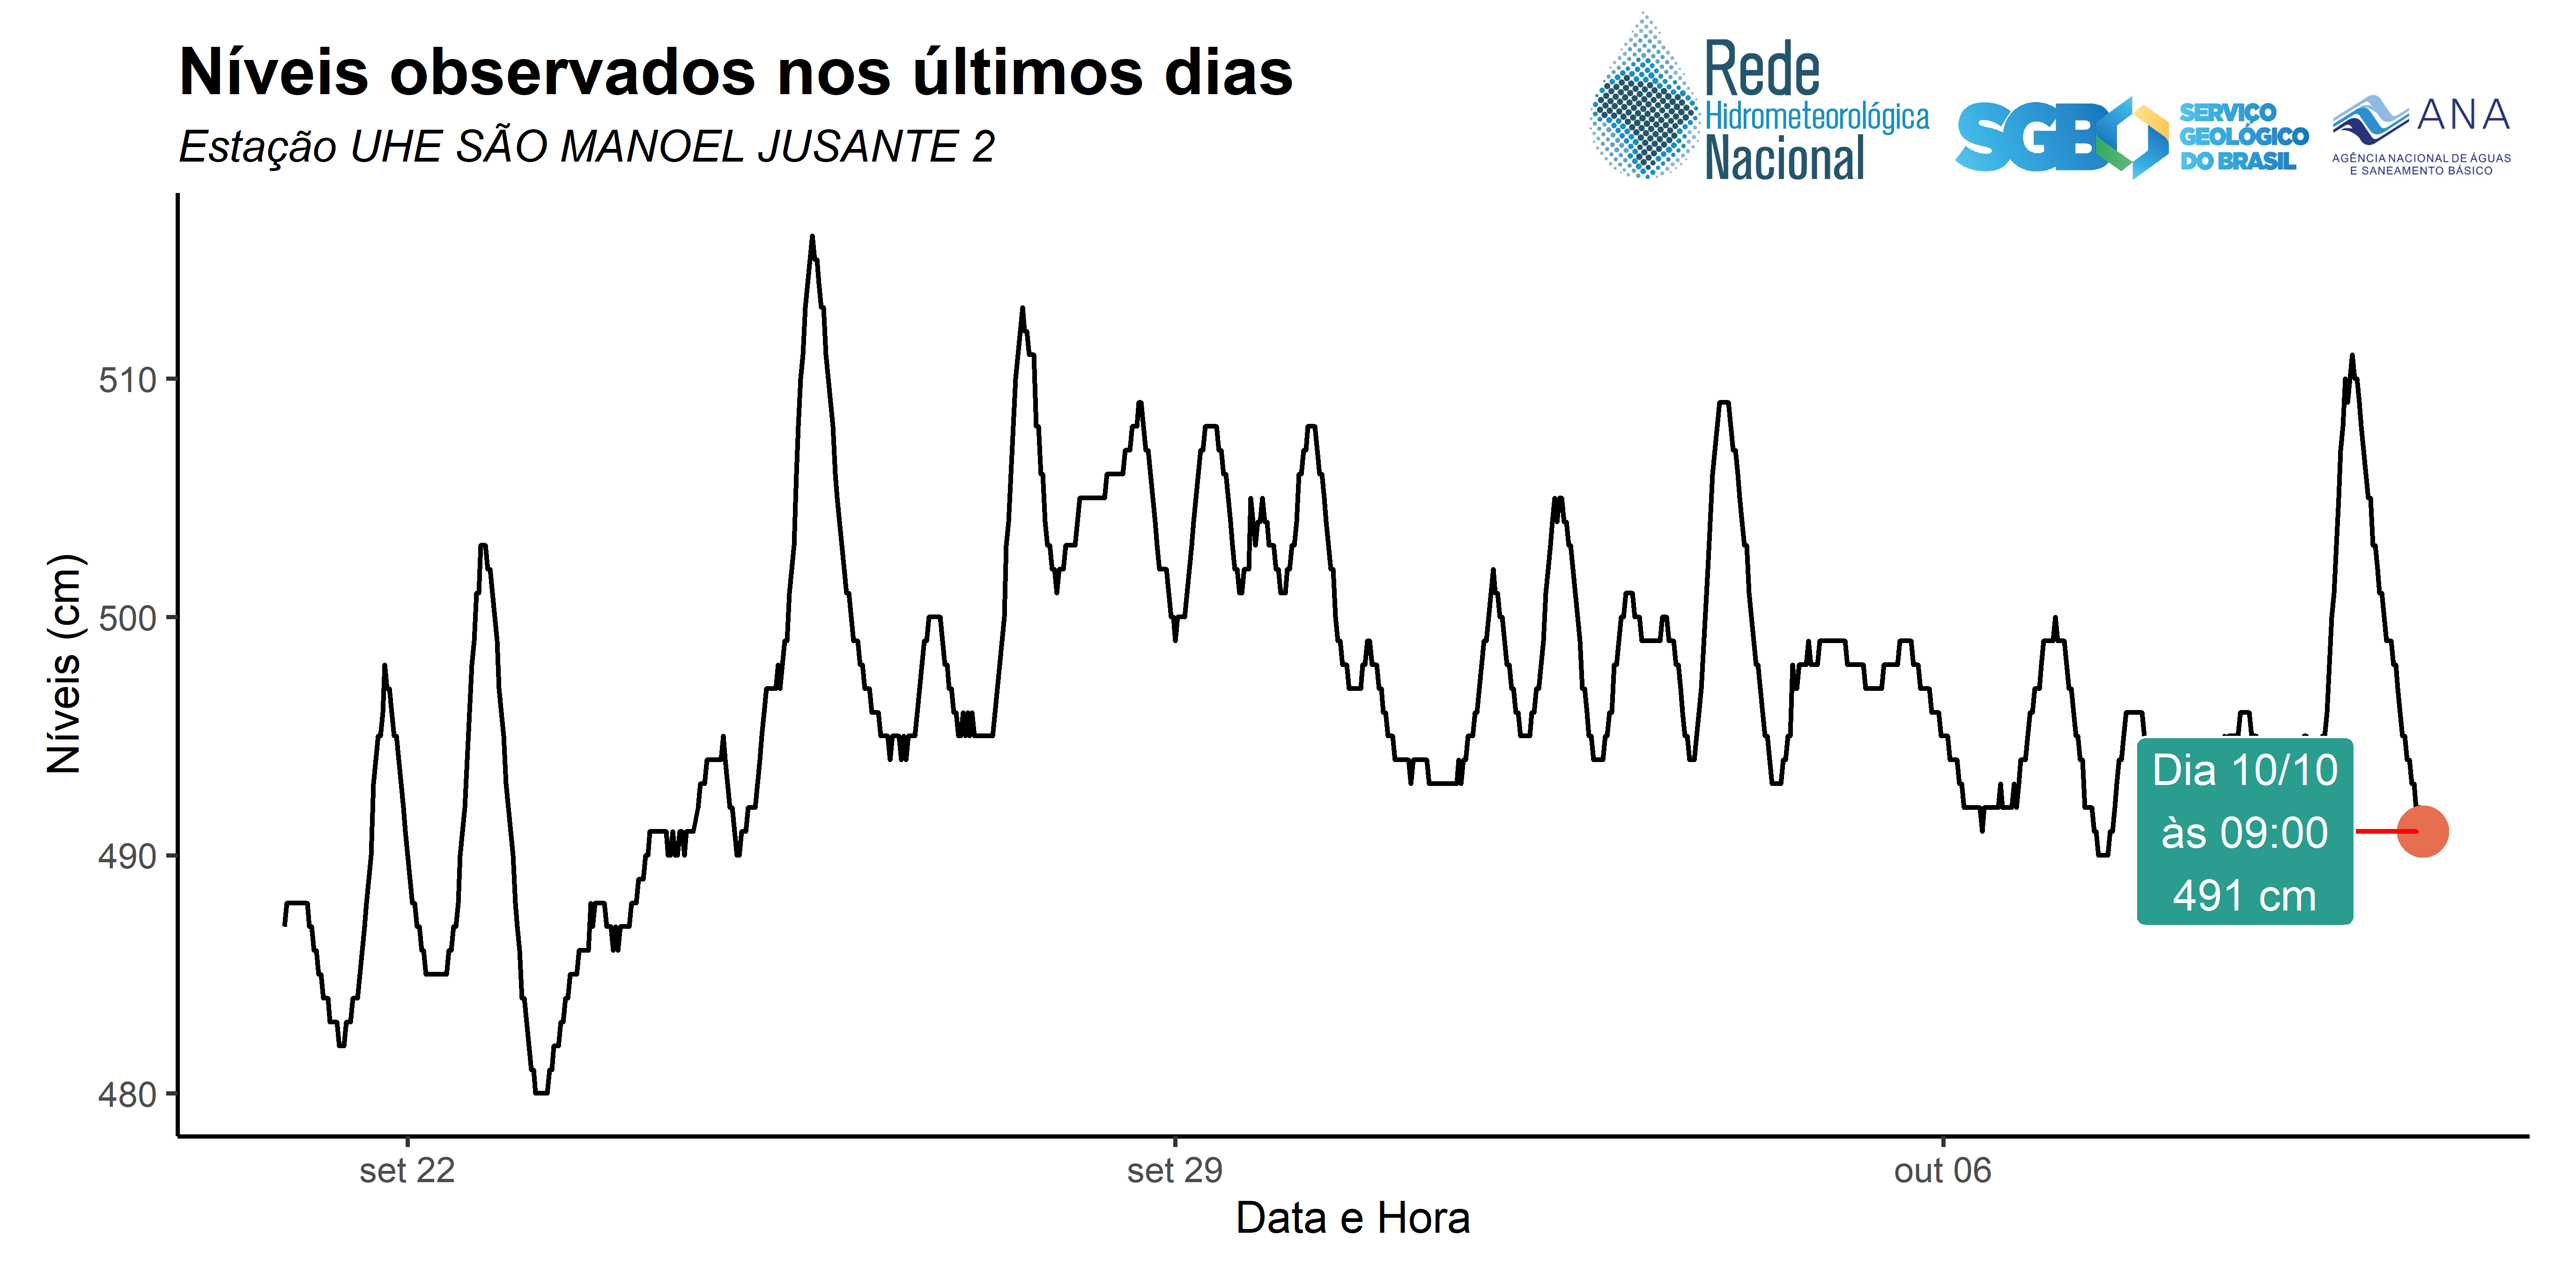 Níveis observados nos últimos dias
Estação UHE SÃO MANOEL JUSANTE 2
Rede
Hidrometeorológica
Nacional
SGB
SERVIÇO
GEOLÓGICO
DO BRASIL
ANA
AGÊNCIA NACIONAL DE ÁGUAS
E SANEAMENTO BÁSICO
Níveis (cm)
510
500
490
480
Dia 10/10
às 09:00
491 cm
set 22
set 29
out 06
Data e Hora